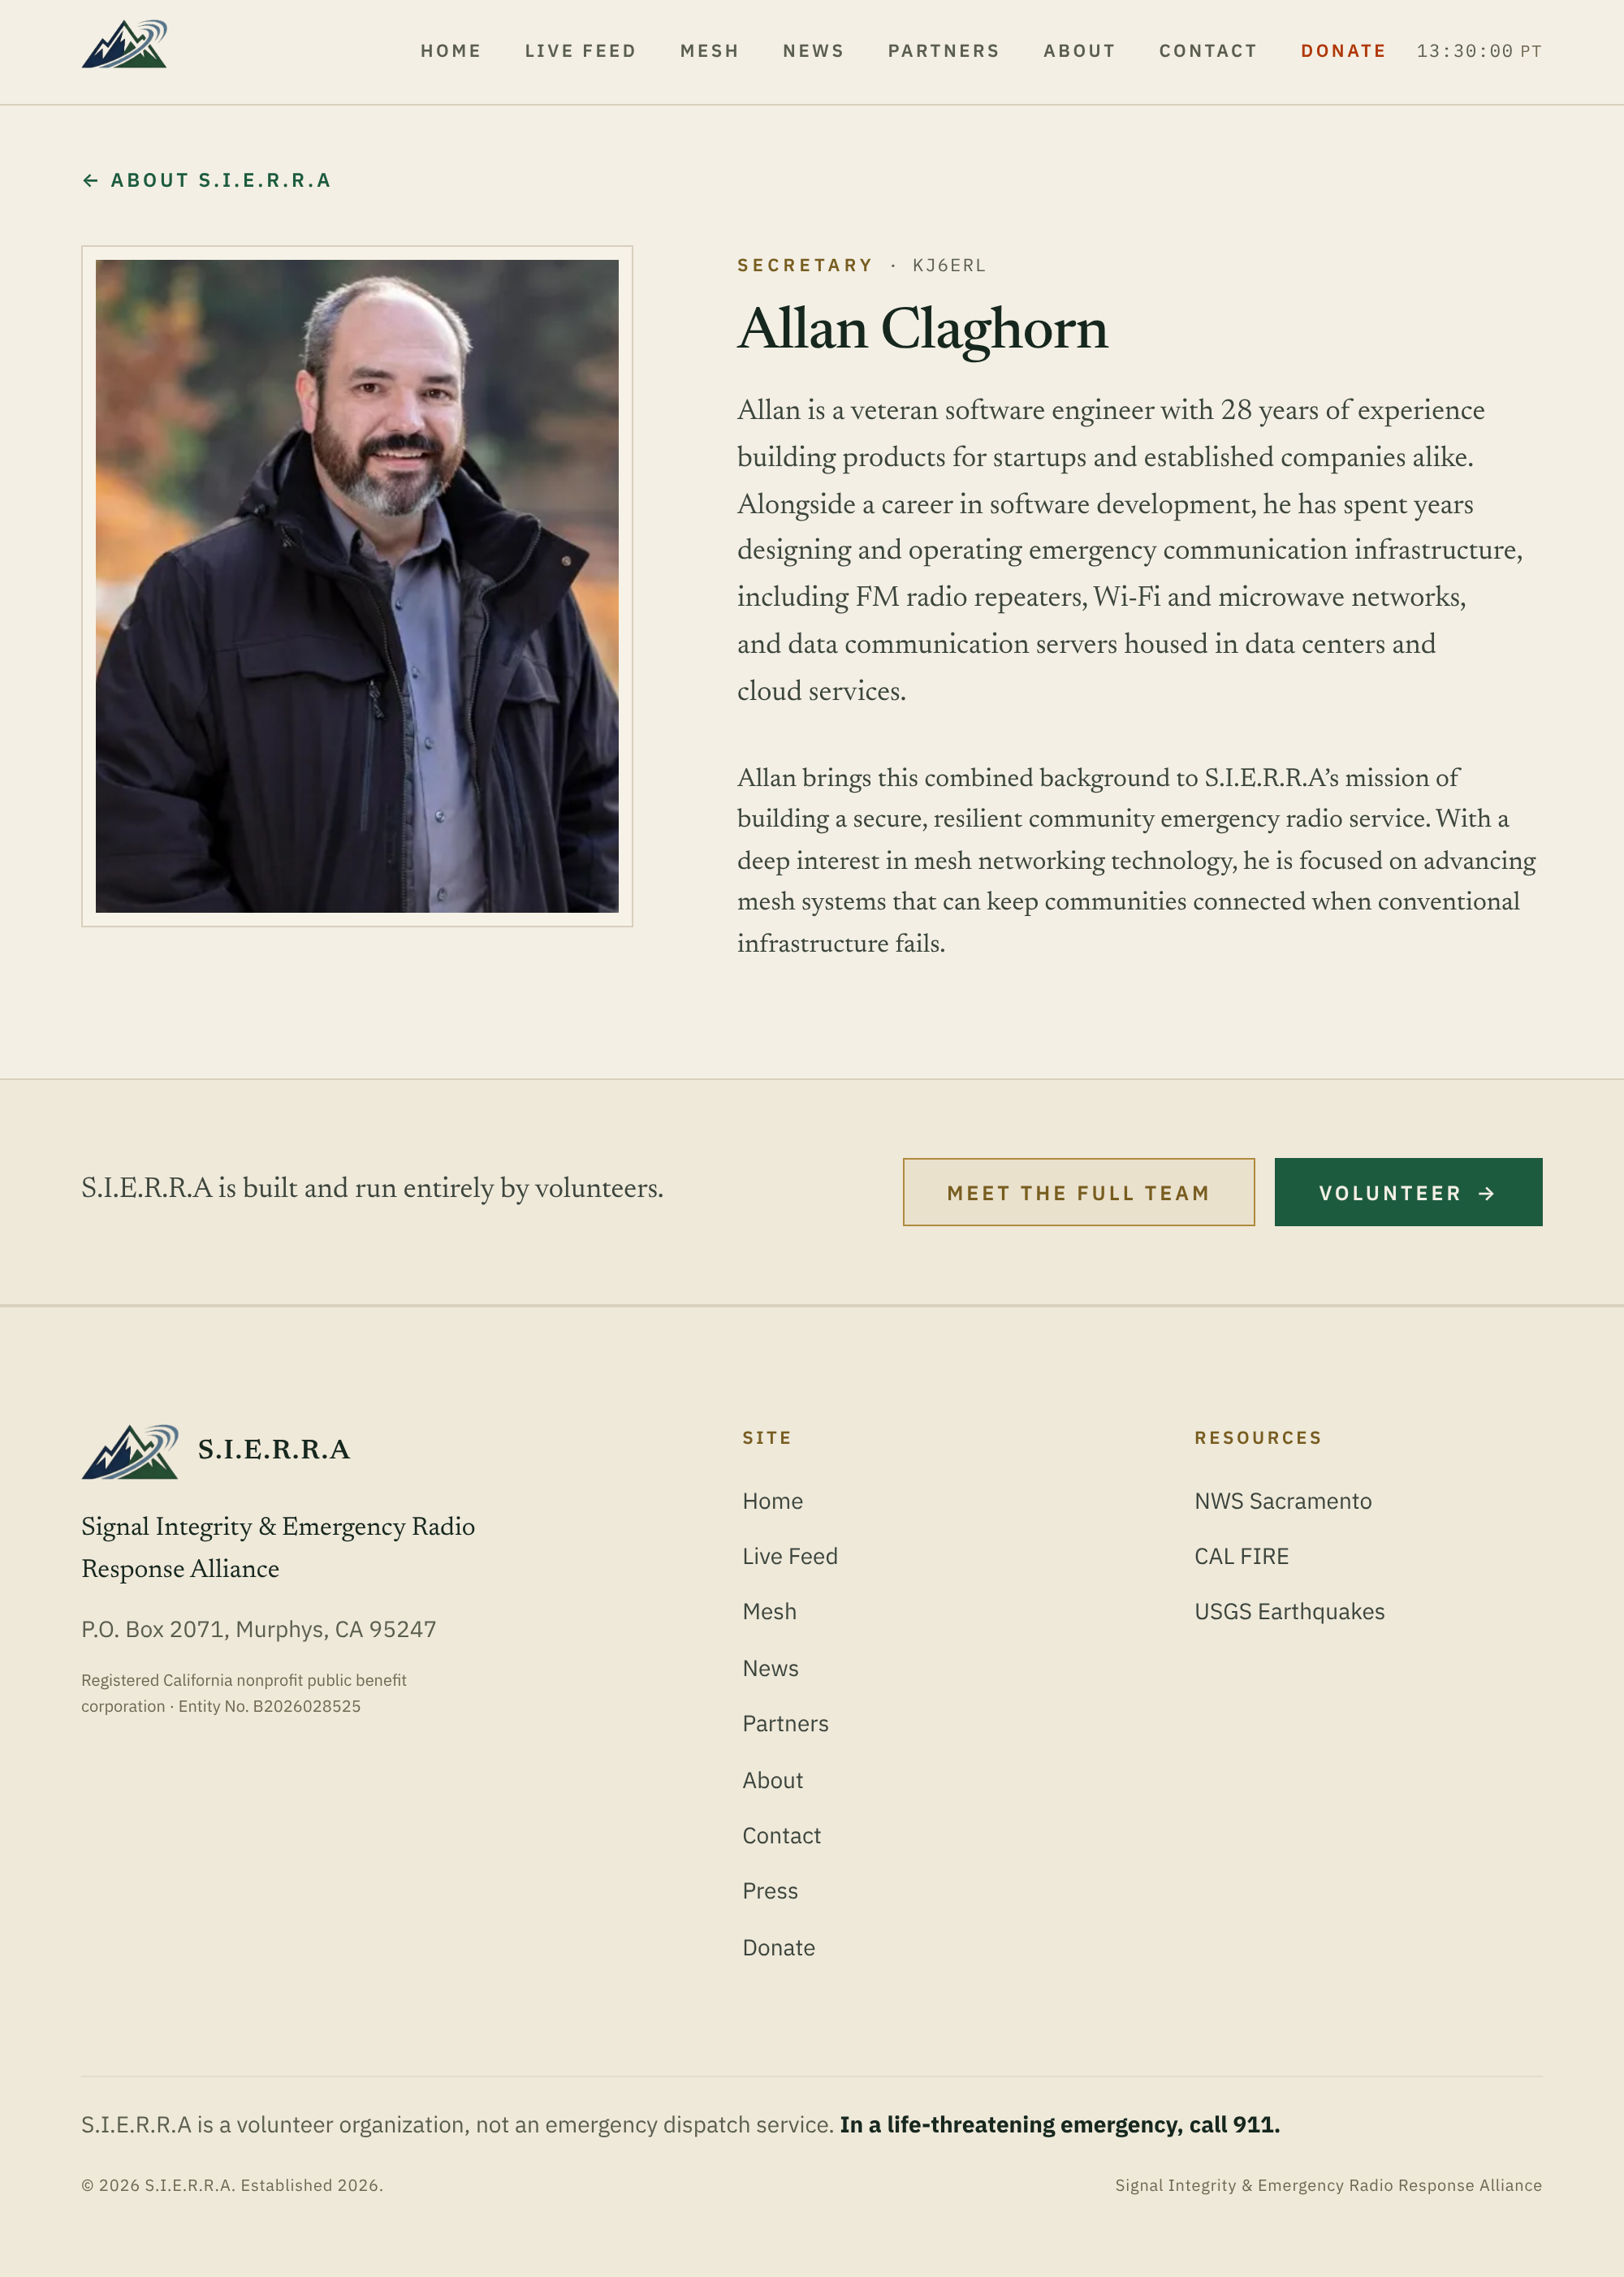 HOME LIVE FEED MESH NEWS PARTNERS ABOUT CONTACT DONATE 13:30:00 PT
← ABOUT S.I.E.R.R.A
SECRETARY · KJ6ERL
Allan Claghorn
Allan is a veteran software engineer with 28 years of experience
building products for startups and established companies alike.
Alongside a career in software development, he has spent years
designing and operating emergency communication infrastructure,
including FM radio repeaters, Wi-Fi and microwave networks,
and data communication servers housed in data centers and
cloud services.
Allan brings this combined background to S.I.E.R.R.A’s mission of
building a secure, resilient community emergency radio service. With a
deep interest in mesh networking technology, he is focused on advancing
mesh systems that can keep communities connected when conventional
infrastructure fails.
S.I.E.R.R.A is built and run entirely by volunteers.
MEET THE FULL TEAM
VOLUNTEER →
S.I.E.R.R.A
Signal Integrity & Emergency Radio
Response Alliance
P.O. Box 2071, Murphys, CA 95247
Registered California nonprofit public benefit
corporation · Entity No. B2026028525
SITE
Home
Live Feed
Mesh
News
Partners
About
Contact
Press
Donate
RESOURCES
NWS Sacramento
CAL FIRE
USGS Earthquakes
S.I.E.R.R.A is a volunteer organization, not an emergency dispatch service. In a life-threatening emergency, call 911.
© 2026 S.I.E.R.R.A. Established 2026.
Signal Integrity & Emergency Radio Response Alliance